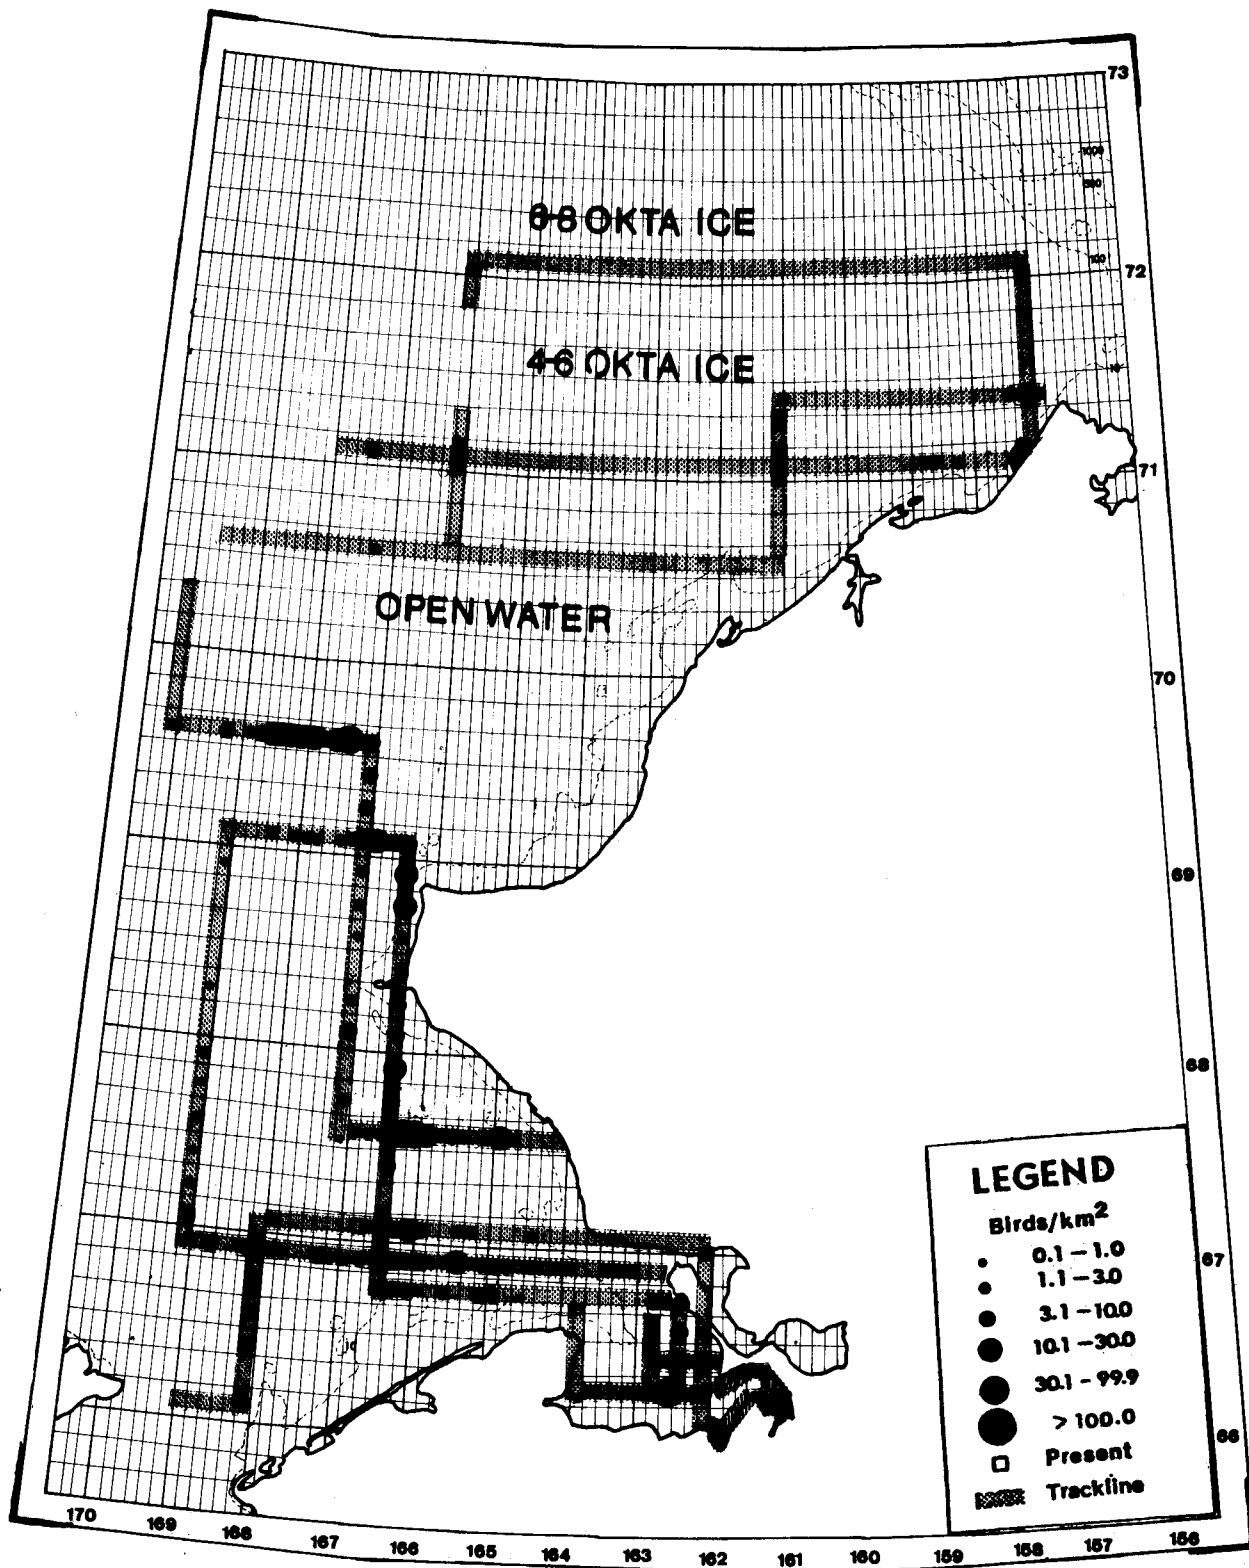 73
1000
100
6-8 OKTA ICE
72
4-6 OKTA ICE
71
OPEN WATER
70
69
68
67
66
LEGEND
Birds/km²
0.1 – 1.0
1.1 – 3.0
3.1 – 10.0
10.1 – 30.0
30.1 – 99.9
> 100.0
Present
Trackline
170 169 168 167 166 165 164 163 162 161 160 159 158 157 156